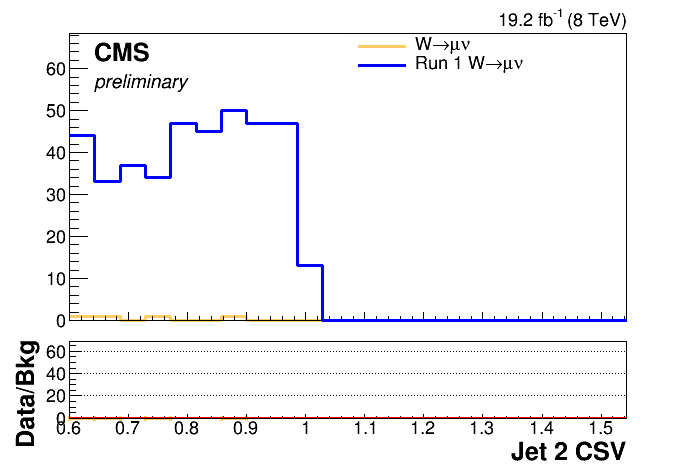 19.2 fb⁻¹ (8 TeV)
CMS
preliminary
W→μν
Run 1 W→μν
60
50
40
30
20
10
0
Data/Bkg
60
40
20
0
0.6 0.7 0.8 0.9 1 1.1 1.2 1.3 1.4 1.5
Jet 2 CSV